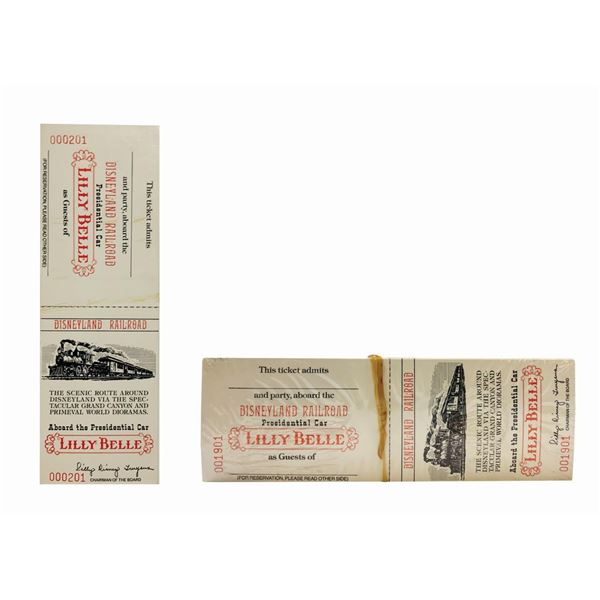 This ticket admits
and party, aboard the
DISNEYLAND RAILROAD
Presidential Car
LILLY BELLE
as Guests of
(FOR RESERVATION, PLEASE READ OTHER SIDE)
000201
DISNEYLAND RAILROAD
THE SCENIC ROUTE AROUND
DISNEYLAND VIA THE SPEC-
TACULAR GRAND CANYON AND
PRIMEVAL WORLD DIORAMAS.
Aboard the Presidential Car
LILLY BELLE
000201
CHAIRMAN OF THE BOARD
This ticket admits
and party, aboard the
DISNEYLAND RAILROAD
Presidential Car
LILLY BELLE
as Guests of
(FOR RESERVATION, PLEASE READ OTHER SIDE)
001901
DISNEYLAND RAILROAD
THE SCENIC ROUTE AROUND
DISNEYLAND VIA THE SPEC-
TACULAR GRAND CANYON AND
PRIMEVAL WORLD DIORAMAS.
Aboard the Presidential Car
LILLY BELLE
CHAIRMAN OF THE BOARD
001901